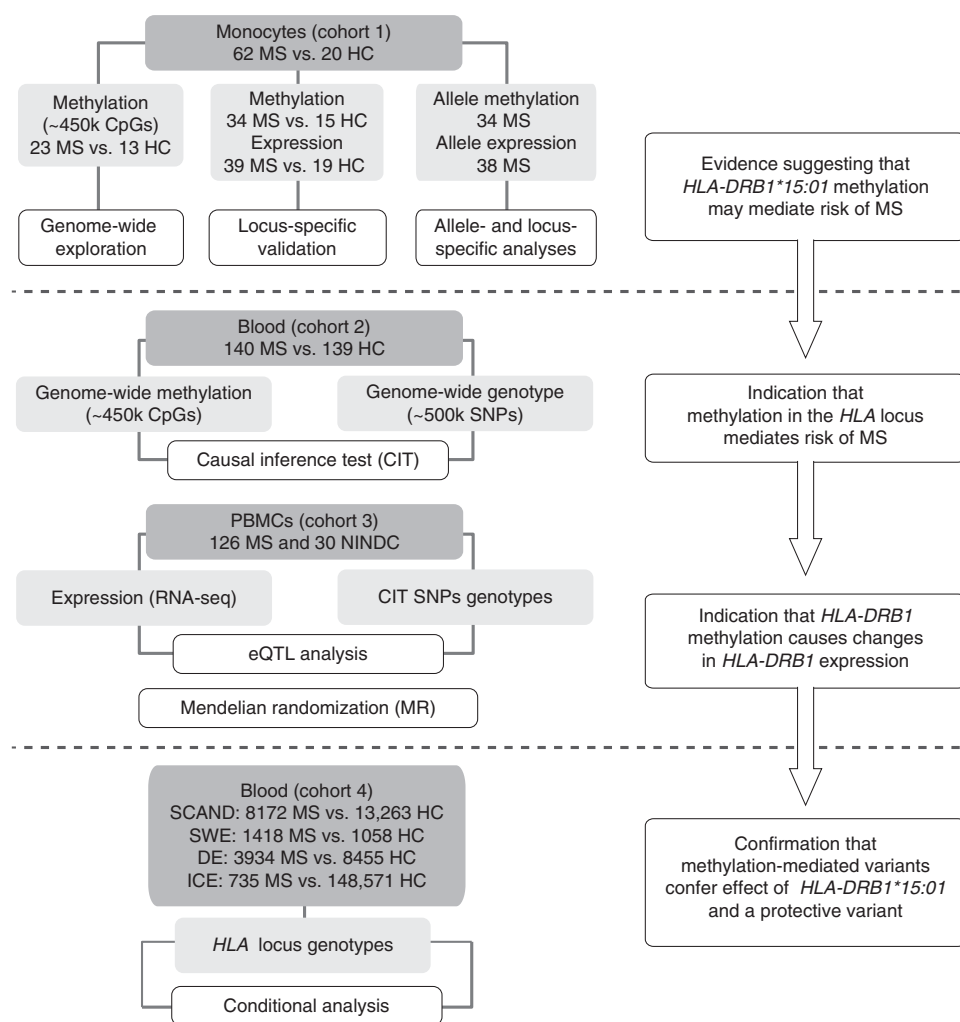 Monocytes (cohort 1)
62 MS vs. 20 HC
Methylation
(~450k CpGs)
23 MS vs. 13 HC
Genome-wide
exploration
Methylation
34 MS vs. 15 HC
Expression
39 MS vs. 19 HC
Locus-specific
validation
Allele methylation
34 MS
Allele expression
38 MS
Allele- and locus-
specific analyses
Evidence suggesting that
HLA-DRB1*15:01 methylation
may mediate risk of MS
Blood (cohort 2)
140 MS vs. 139 HC
Genome-wide methylation
(~450k CpGs)
Genome-wide genotype
(~500k SNPs)
Causal inference test (CIT)
Indication that
methylation in the HLA locus
mediates risk of MS
PBMCs (cohort 3)
126 MS and 30 NINDC
Expression (RNA-seq)
CIT SNPs genotypes
eQTL analysis
Mendelian randomization (MR)
Indication that HLA-DRB1
methylation causes changes
in HLA-DRB1 expression
Blood (cohort 4)
SCAND: 8172 MS vs. 13,263 HC
SWE: 1418 MS vs. 1058 HC
DE: 3934 MS vs. 8455 HC
ICE: 735 MS vs. 148,571 HC
HLA locus genotypes
Conditional analysis
Confirmation that
methylation-mediated variants
confer effect of HLA-DRB1*15:01
and a protective variant